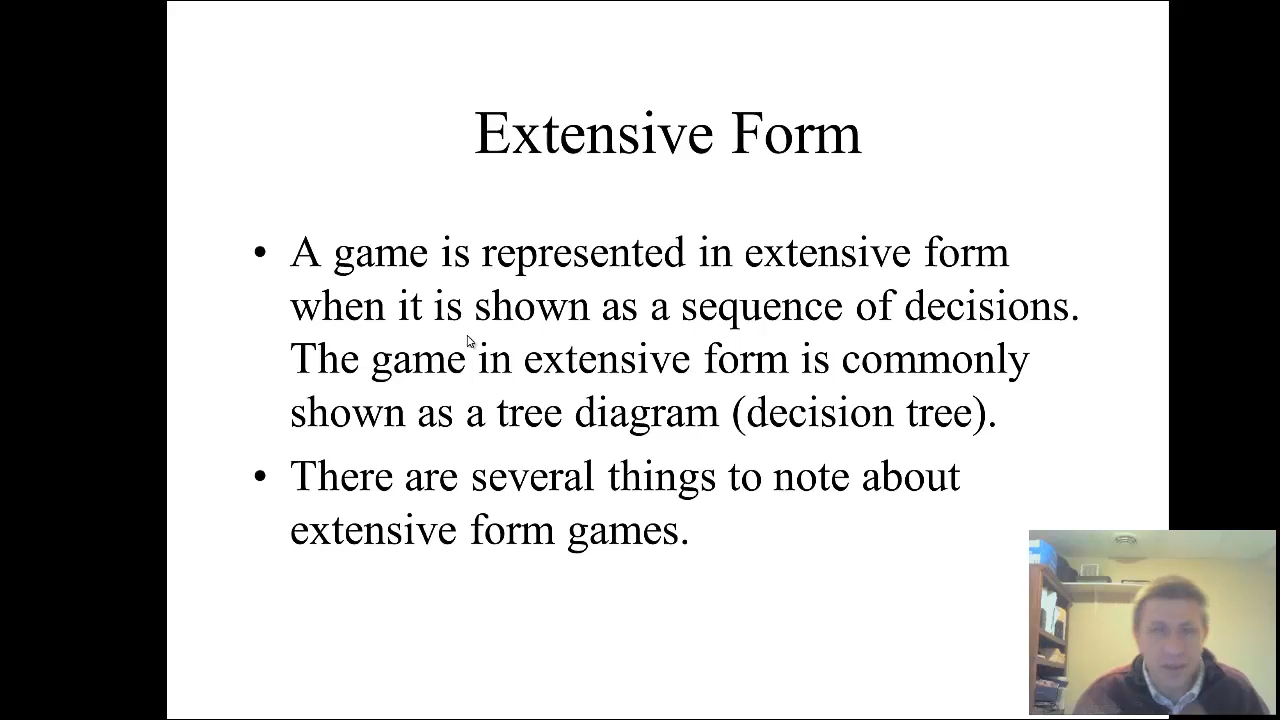 Extensive Form
• A game is represented in extensive form
when it is shown as a sequence of decisions.
The game in extensive form is commonly
shown as a tree diagram (decision tree).
• There are several things to note about
extensive form games.